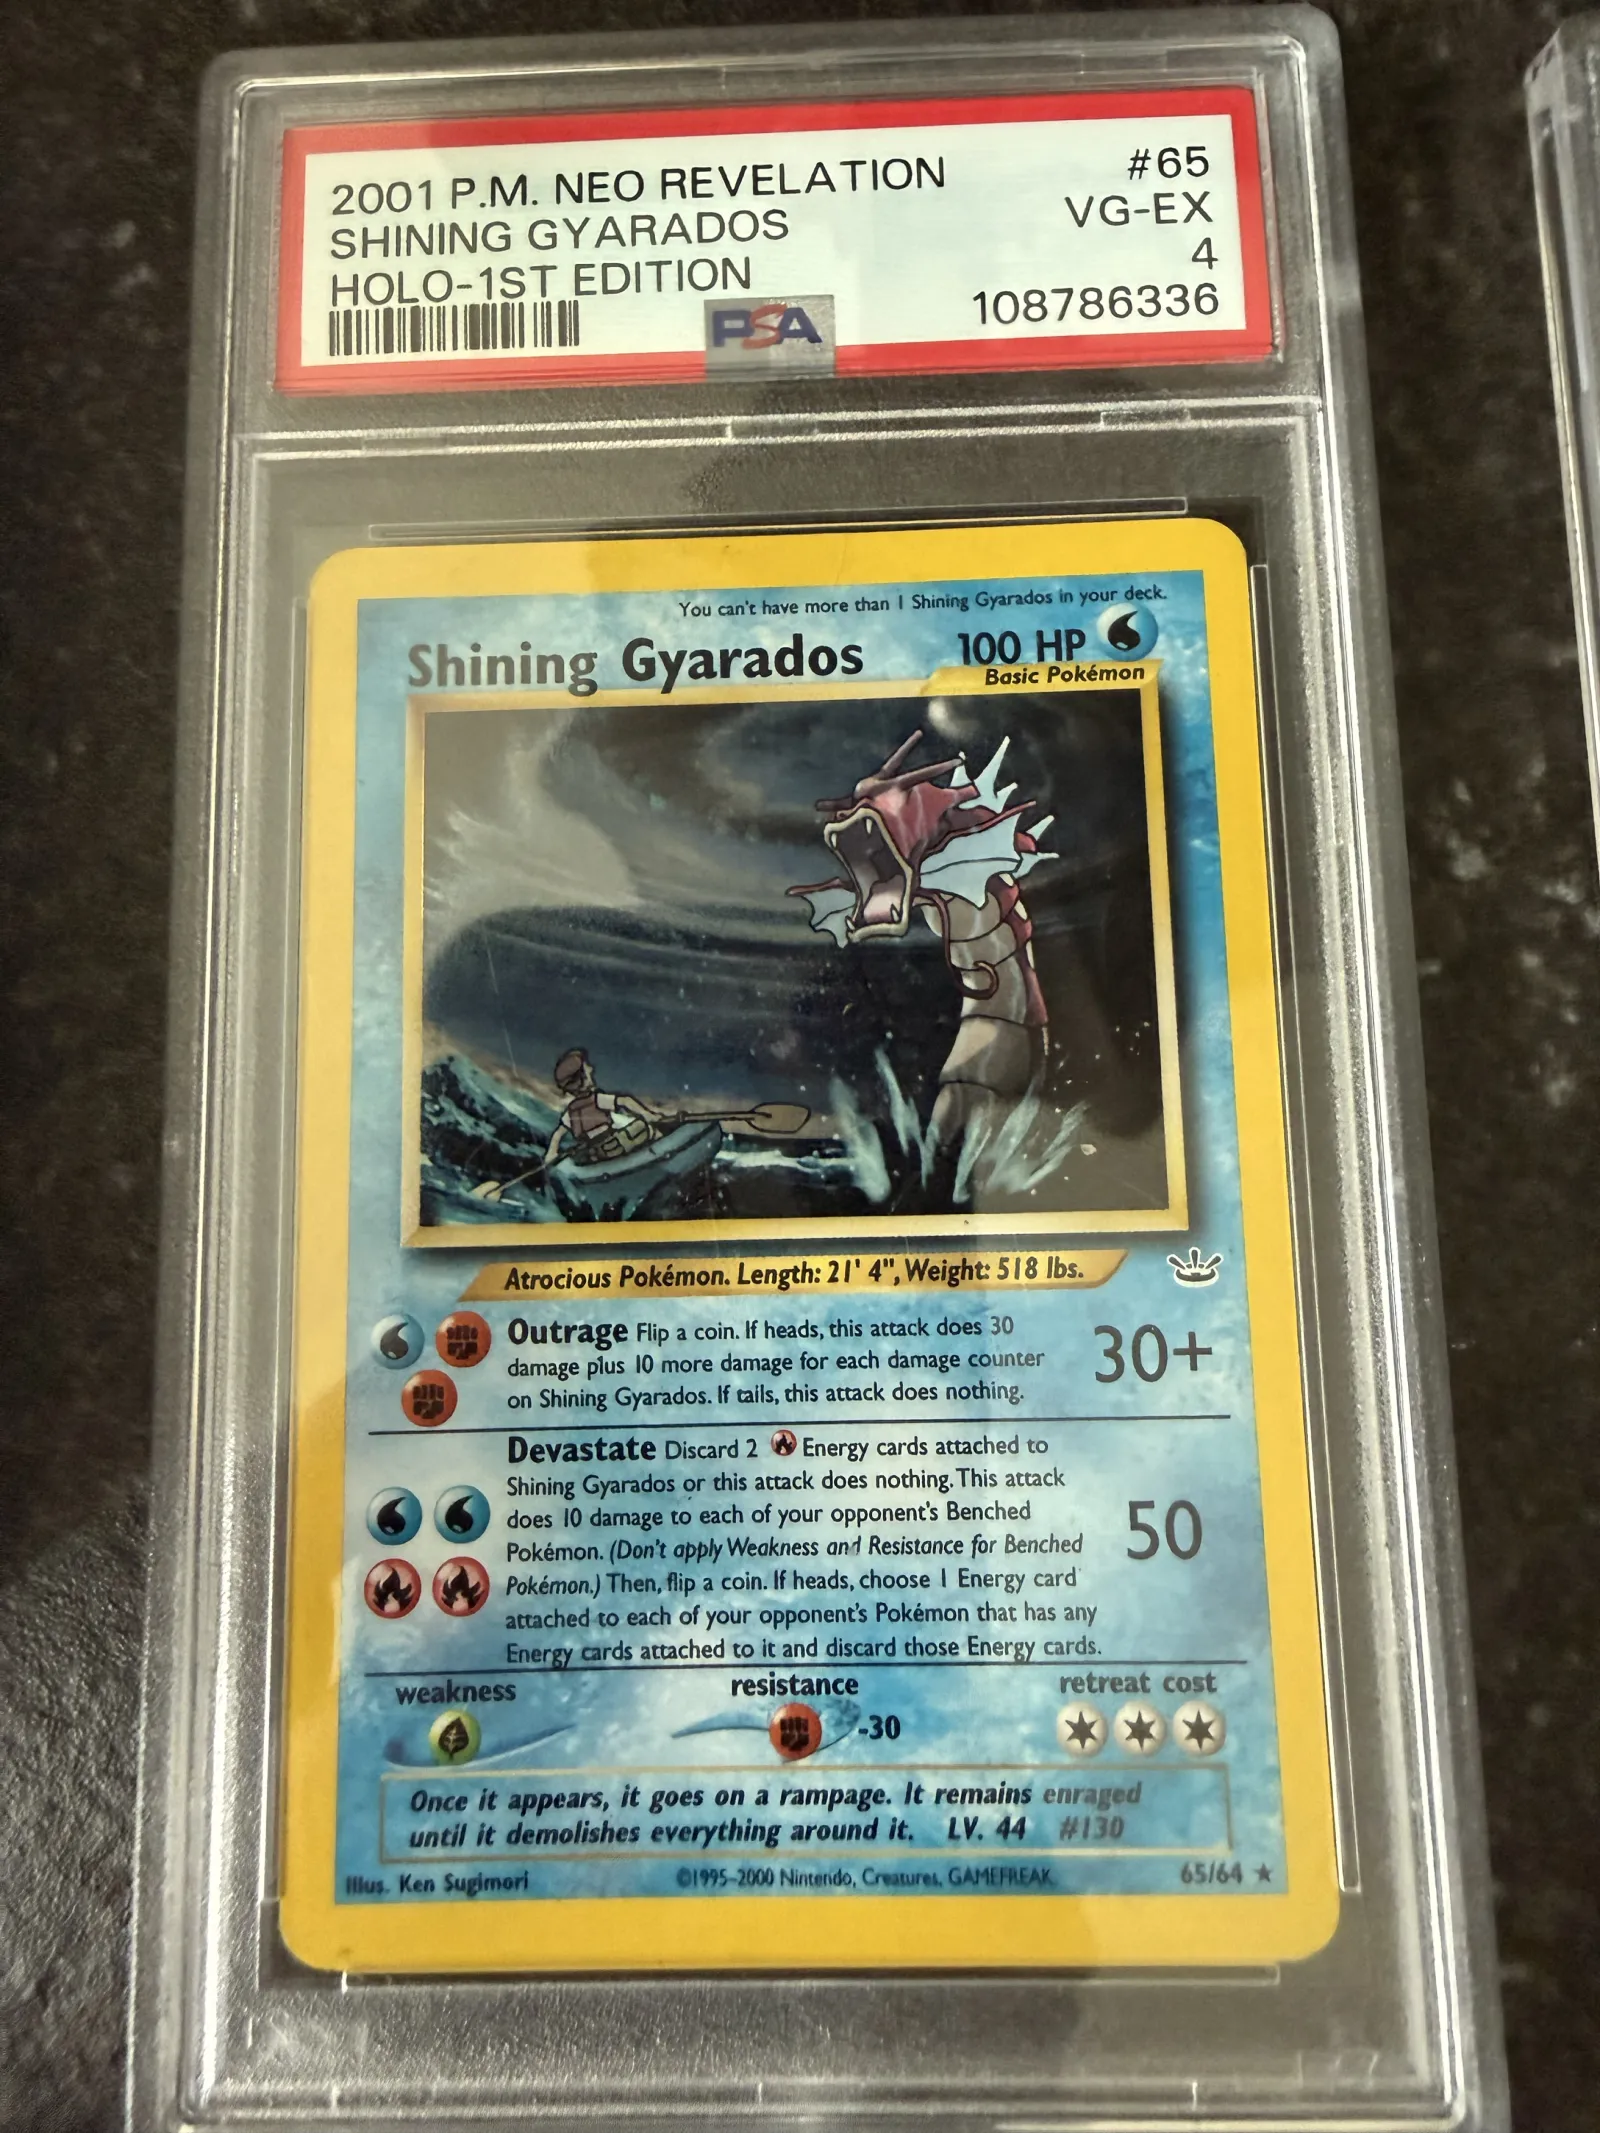 2001 P.M. NEO REVELATION #65
SHINING GYARADOS VG-EX
HOLO-1ST EDITION 4
PSA 108786336
You can't have more than 1 Shining Gyarados in your deck.
Shining Gyarados 100 HP
Basic Pokémon
Atrocious Pokémon. Length: 21' 4", Weight: 518 lbs.
Outrage Flip a coin. If heads, this attack does 30
damage plus 10 more damage for each damage counter
on Shining Gyarados. If tails, this attack does nothing.
30+
Devastate Discard 2 Energy cards attached to
Shining Gyarados or this attack does nothing. This attack
does 10 damage to each of your opponent's Benched
Pokémon. (Don't apply Weakness and Resistance for Benched
Pokémon.) Then, flip a coin. If heads, choose 1 Energy card
attached to each of your opponent's Pokémon that has any
Energy cards attached to it and discard those Energy cards.
50
weakness resistance retreat cost
-30
Once it appears, it goes on a rampage. It remains enraged
until it demolishes everything around it. LV. 44 #130
Illus. Ken Sugimori ©1995-2000 Nintendo, Creatures, GAMEFREAK 65/64 ★